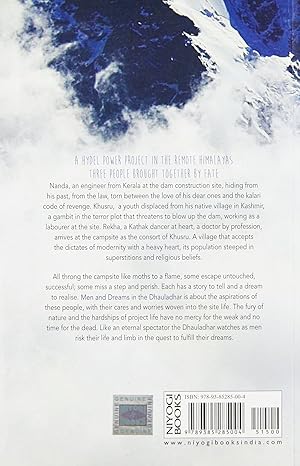 A HYDEL POWER PROJECT IN THE REMOTE HIMALAYAS.
THREE PEOPLE BROUGHT TOGETHER BY FATE
Nanda, an engineer from Kerala at the dam construction site, hiding from
his past, from the law, torn between the love of his dear ones and the kalari
code of revenge. Khusru, a youth displaced from his native village in Kashmir,
a gambit in the terror plot that threatens to blow up the dam, working as a
labourer at the site. Rekha, a Kathak dancer at heart, a doctor by profession,
arrives at the campsite as the consort of Khusru. A village that accepts
the dictates of modernity with a heavy heart, its population steeped in
superstitions and religious beliefs.
All throng the campsite like moths to a flame, some escape untouched,
successful; some miss a step and perish. Each has a story to tell and a dream
to realise. Men and Dreams in the Dhauladhar is about the aspirations of
these people, with their cares and worries woven into site life. The fury of
nature and the hardships of project life have no mercy for the weak and no
time for the dead. Like an eternal spectator the Dhauladhar watches as men
risk their life and limb in the quest to fulfill their dreams.
GENUINE
NIYOGI
BOOKS
ISBN: 978-93-85285-00-4
9 789385 285004
51500
www.niyogibooksindia.com